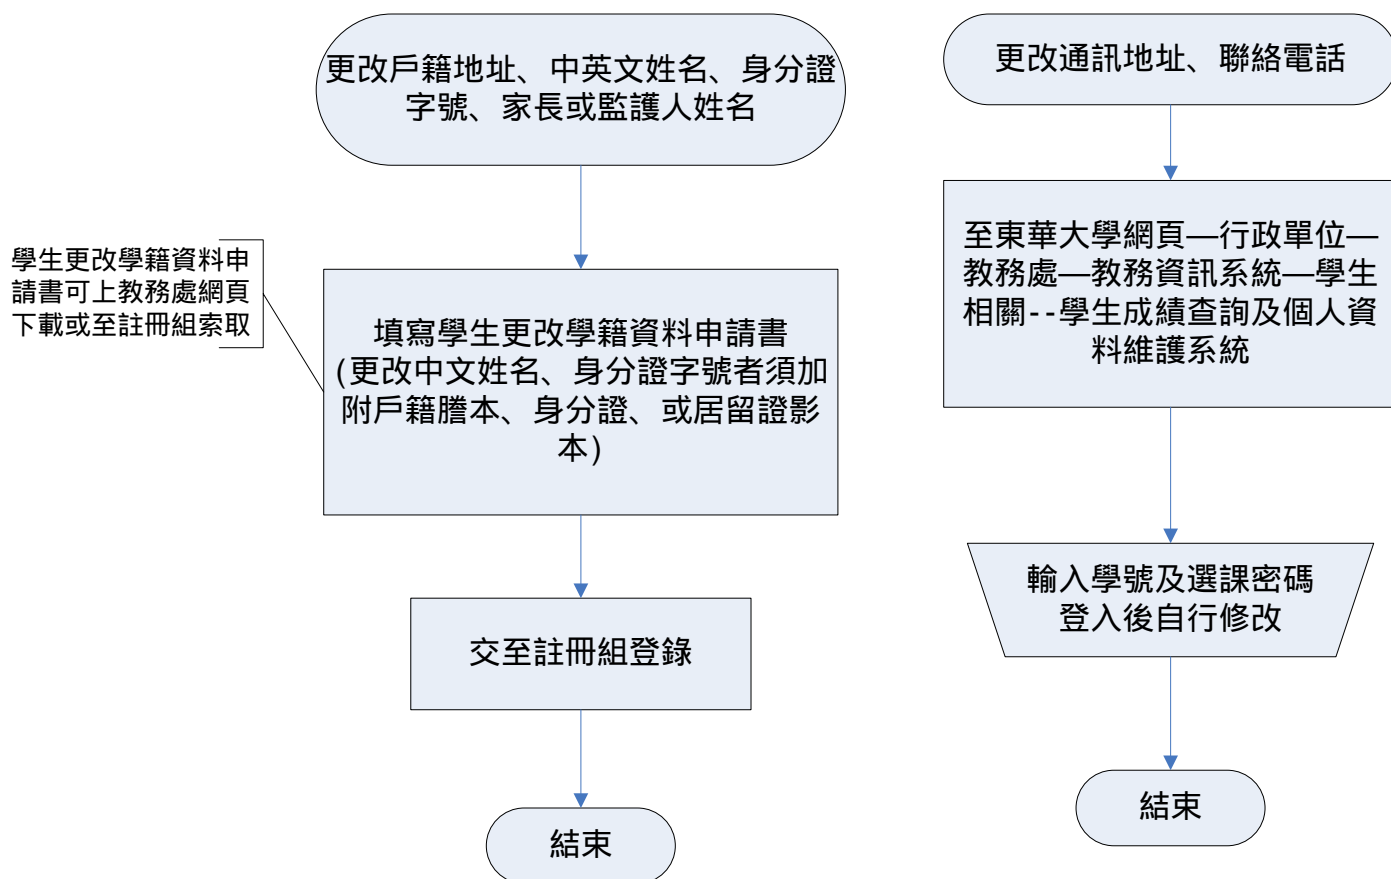 更改戶籍地址、中英文姓名、身分證
字號、家長或監護人姓名
學生更改學籍資料申
請書可上教務處網頁
下載或至註冊組索取
填寫學生更改學籍資料申請書
(更改中文姓名、身分證字號者須加
附戶籍謄本、身分證、或居留證影
本)
交至註冊組登錄
結束
更改通訊地址、聯絡電話
至東華大學網頁—行政單位—
教務處—教務資訊系統—學生
相關--學生成績查詢及個人資
料維護系統
輸入學號及選課密碼
登入後自行修改
結束